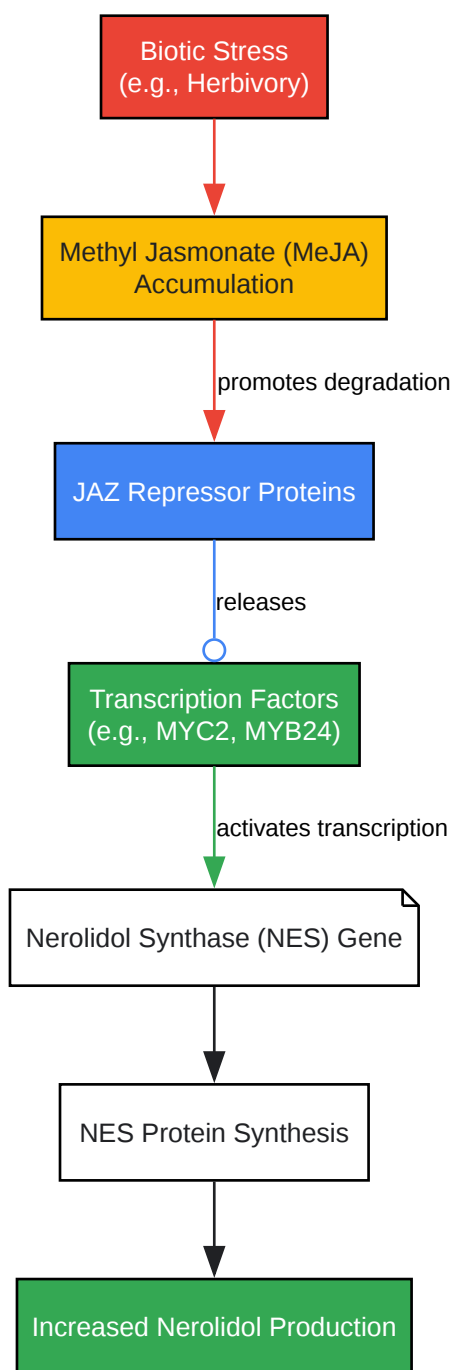 Biotic Stress
(e.g., Herbivory)
Methyl Jasmonate (MeJA)
Accumulation
promotes degradation
JAZ Repressor Proteins
releases
Transcription Factors
(e.g., MYC2, MYB24)
activates transcription
Nerolidol Synthase (NES) Gene
NES Protein Synthesis
Increased Nerolidol Production